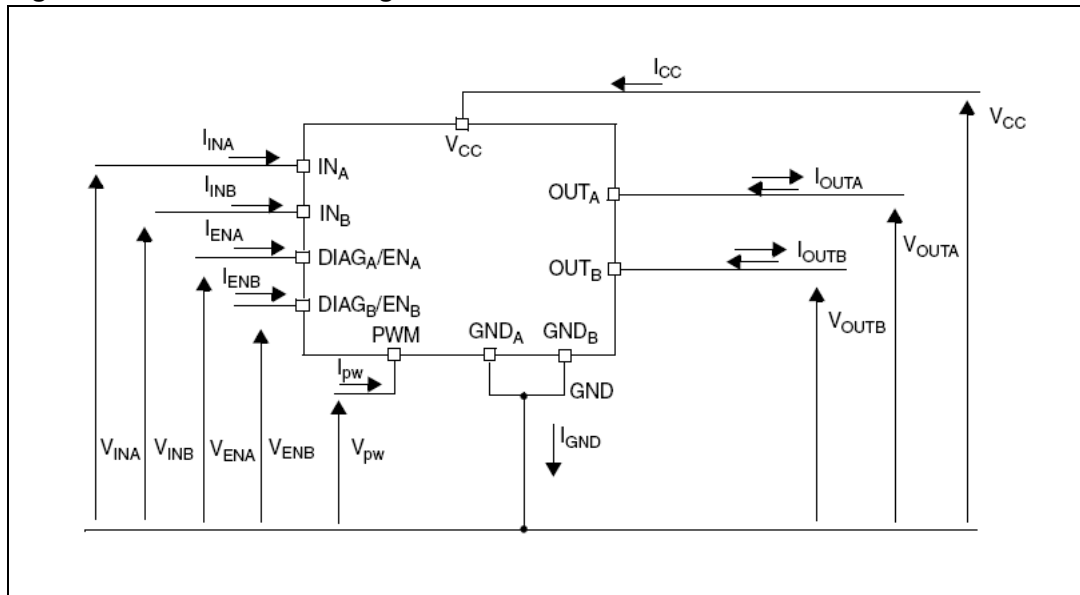 I_CC
V_CC
V_CC
I_INA
IN_A
I_INB
IN_B
I_ENA
DIAG_A/EN_A
I_ENB
DIAG_B/EN_B
OUT_A
I_OUTA
OUT_B
I_OUTB
V_OUTA
V_OUTB
PWM
GND_A
GND_B
I_pw
GND
I_GND
V_INA
V_INB
V_ENA
V_ENB
V_pw